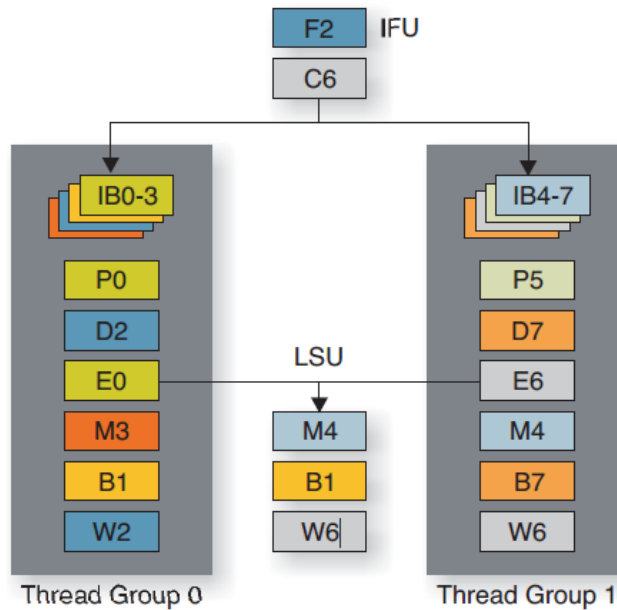 F2 IFU
C6
IB0-3 IB4-7
P0 P5
D2 D7
LSU
E0 E6
M3 M4 M4
B1 B1 B7
W2 W6 W6
Thread Group 0 Thread Group 1